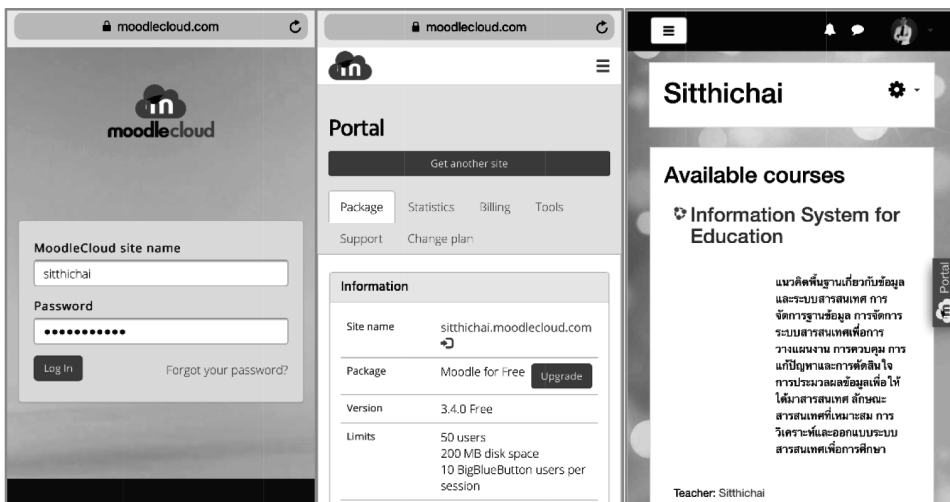 moodlecloud.com
moodlecloud
MoodleCloud site name
sitthichai
Password
•••••••••••
Log In
Forgot your password?
moodlecloud.com
Portal
Get another site
Package
Statistics
Billing
Tools
Support
Change plan
Information
Site name
sitthichai.moodlecloud.com
Package
Moodle for Free
Upgrade
Version
3.4.0 Free
Limits
50 users
200 MB disk space
10 BigBlueButton users per
session
Sitthichai
Available courses
Information System for
Education
แนวคิดพื้นฐานเกี่ยวกับข้อมูล
และระบบสารสนเทศ การ
จัดการฐานข้อมูล การจัดการ
ระบบสารสนเทศเพื่อการ
วางแผนงาน การควบคุม การ
แก้ปัญหาและการตัดสินใจ
การประมวลผลข้อมูลเพื่อให้
ได้มาสารสนเทศ ลักษณะ
สารสนเทศที่เหมาะสม การ
วิเคราะห์และออกแบบระบบ
สารสนเทศเพื่อการศึกษา
Teacher: Sitthichai
Portal